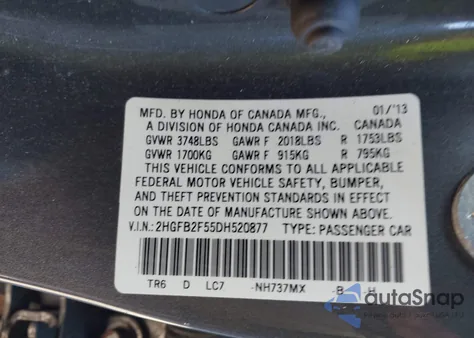 MFD. BY HONDA OF CANADA MFG., 01/'13
A DIVISION OF HONDA CANADA INC. CANADA
GVWR 3748LBS GAWR F 2018LBS R 1753LBS
GVWR 1700KG GAWR F 915KG R 795KG
THIS VEHICLE CONFORMS TO ALL APPLICABLE
FEDERAL MOTOR VEHICLE SAFETY, BUMPER,
AND THEFT PREVENTION STANDARDS IN EFFECT
ON THE DATE OF MANUFACTURE SHOWN ABOVE.
V.I.N.: 2HGFB2F55DH520877 TYPE: PASSENGER CAR
TR6 D LC7 -NH737MX -B -H
autoSnap